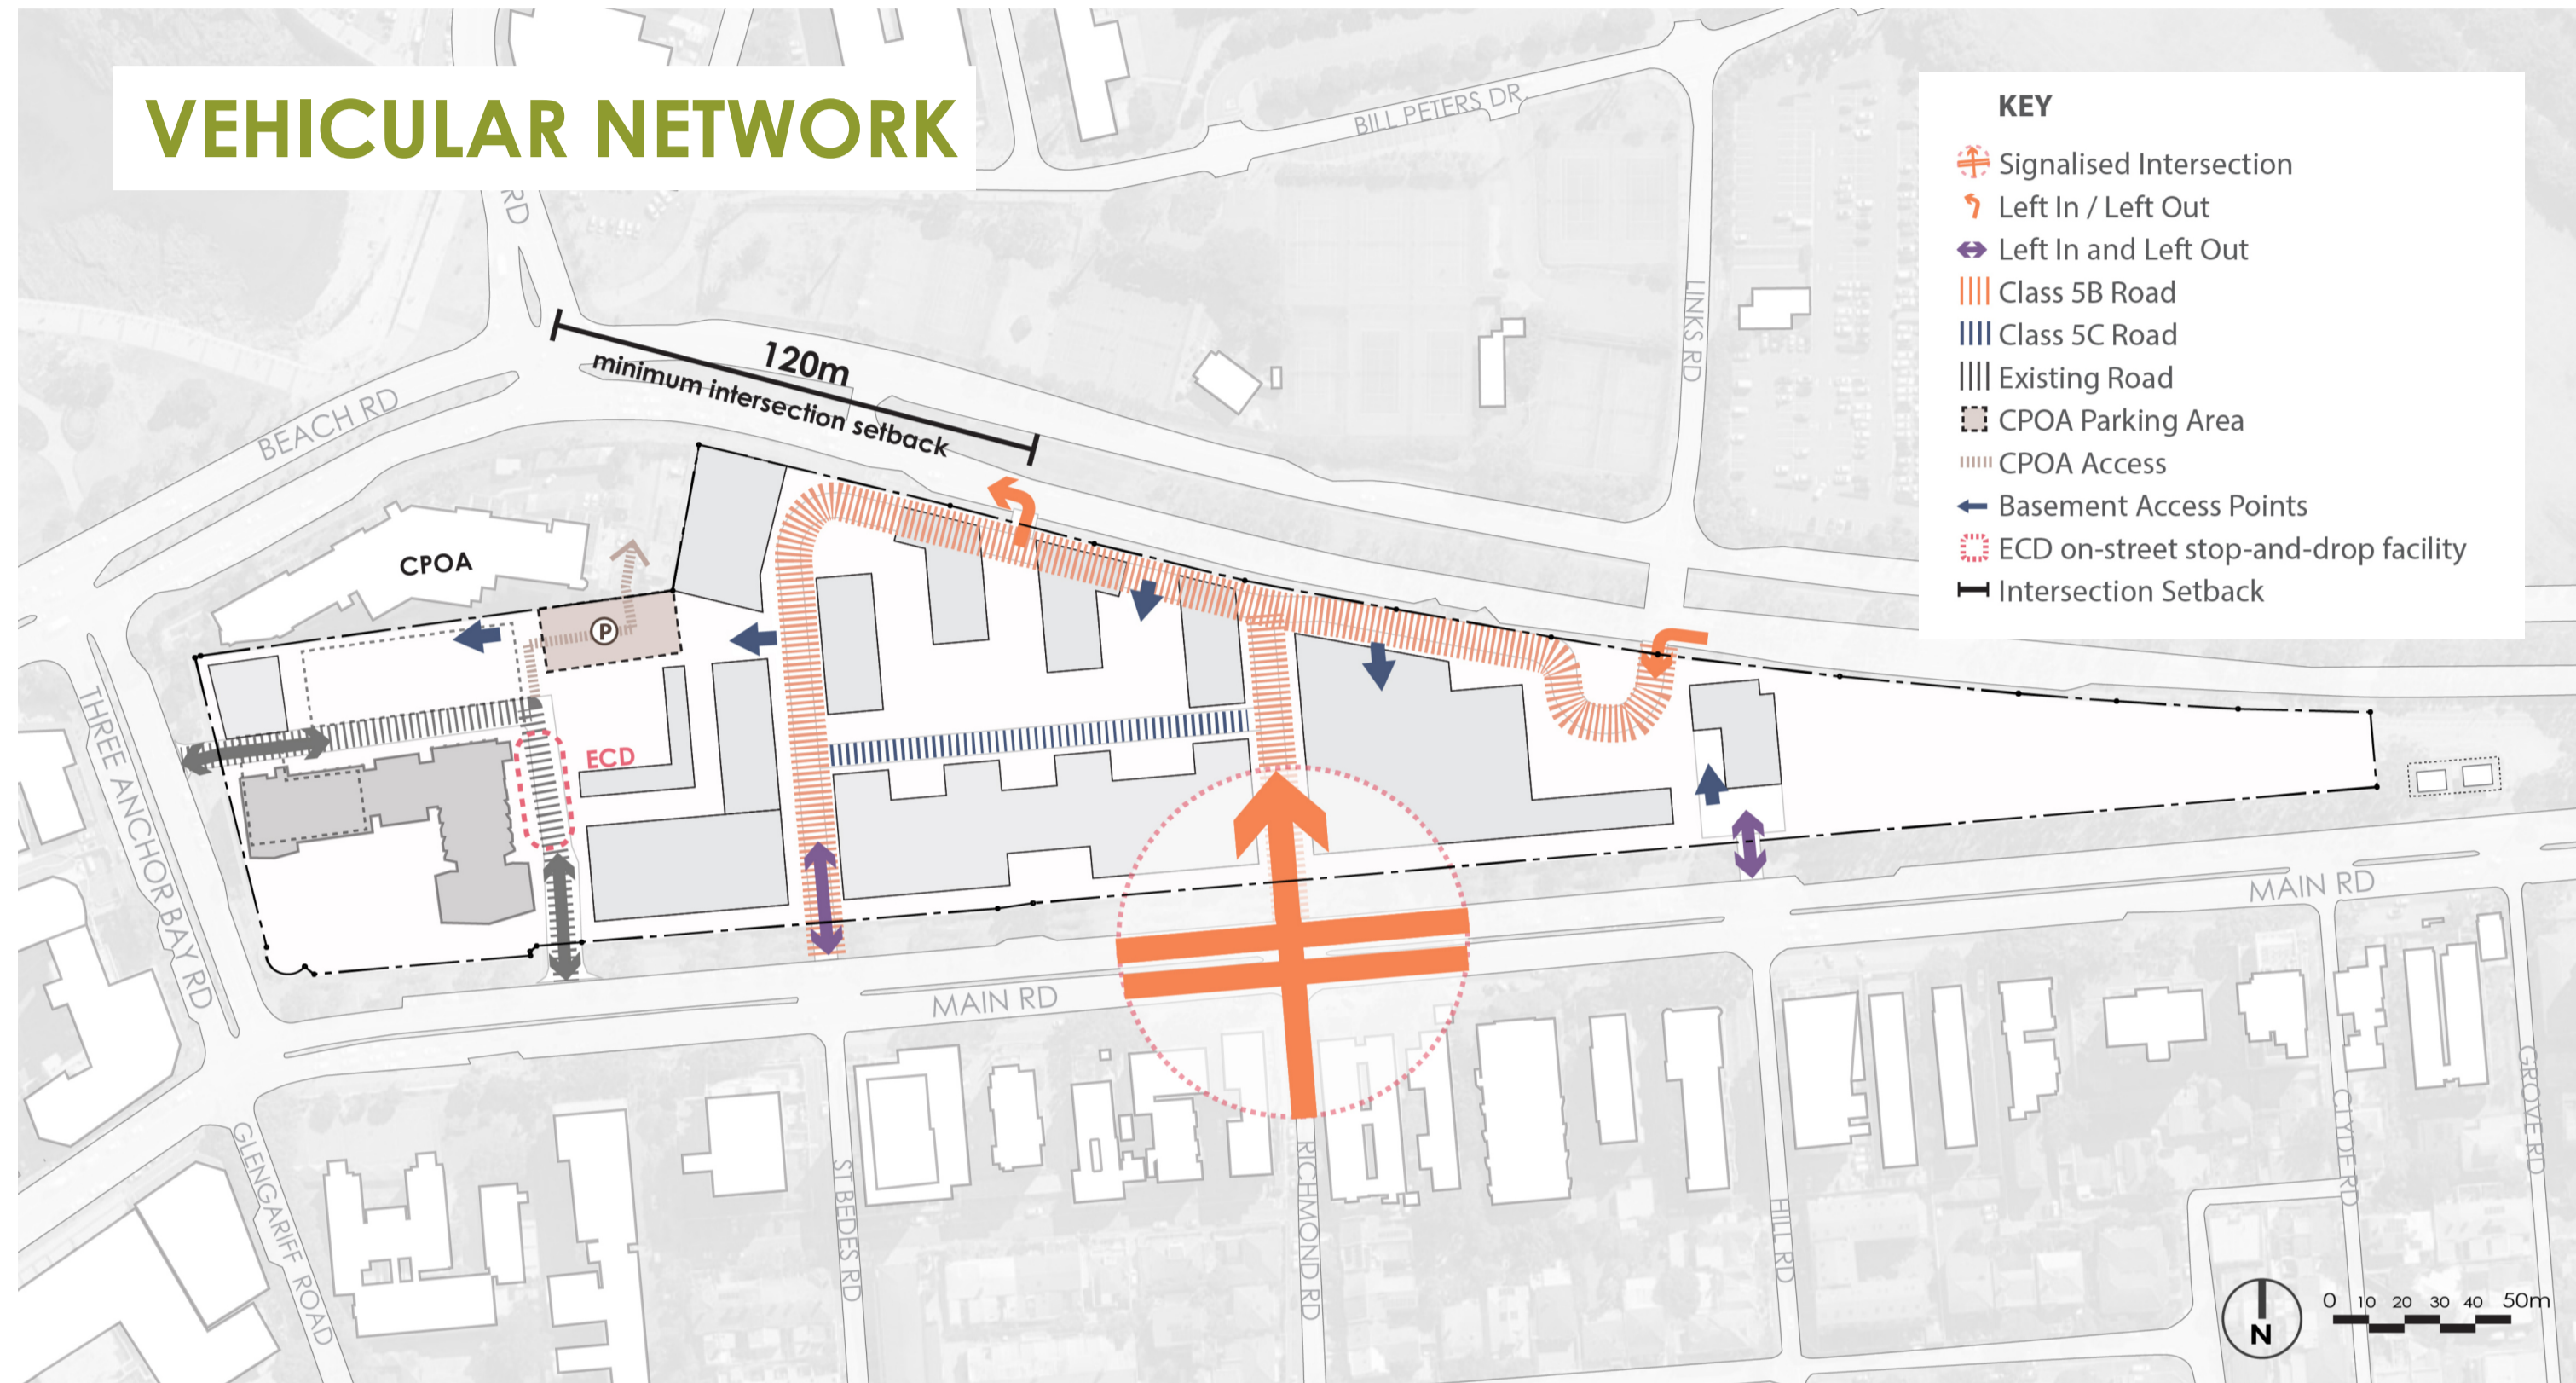 VEHICULAR NETWORK
KEY
Signalised Intersection
Left In / Left Out
Left In and Left Out
Class 5B Road
Class 5C Road
Existing Road
CPOA Parking Area
CPOA Access
Basement Access Points
ECD on-street stop-and-drop facility
Intersection Setback
BILL PETERS DR.
RD
LINKS RD
120m
minimum intersection setback
BEACH RD
CPOA
P
ECD
THREE ANCHOR BAY RD
MAIN RD
MAIN RD
GLENGARIFF ROAD
ST BEDES RD
RICHMOND RD
HILL RD
CLYDE RD
GROVE RD
N
0 10 20 30 40 50m